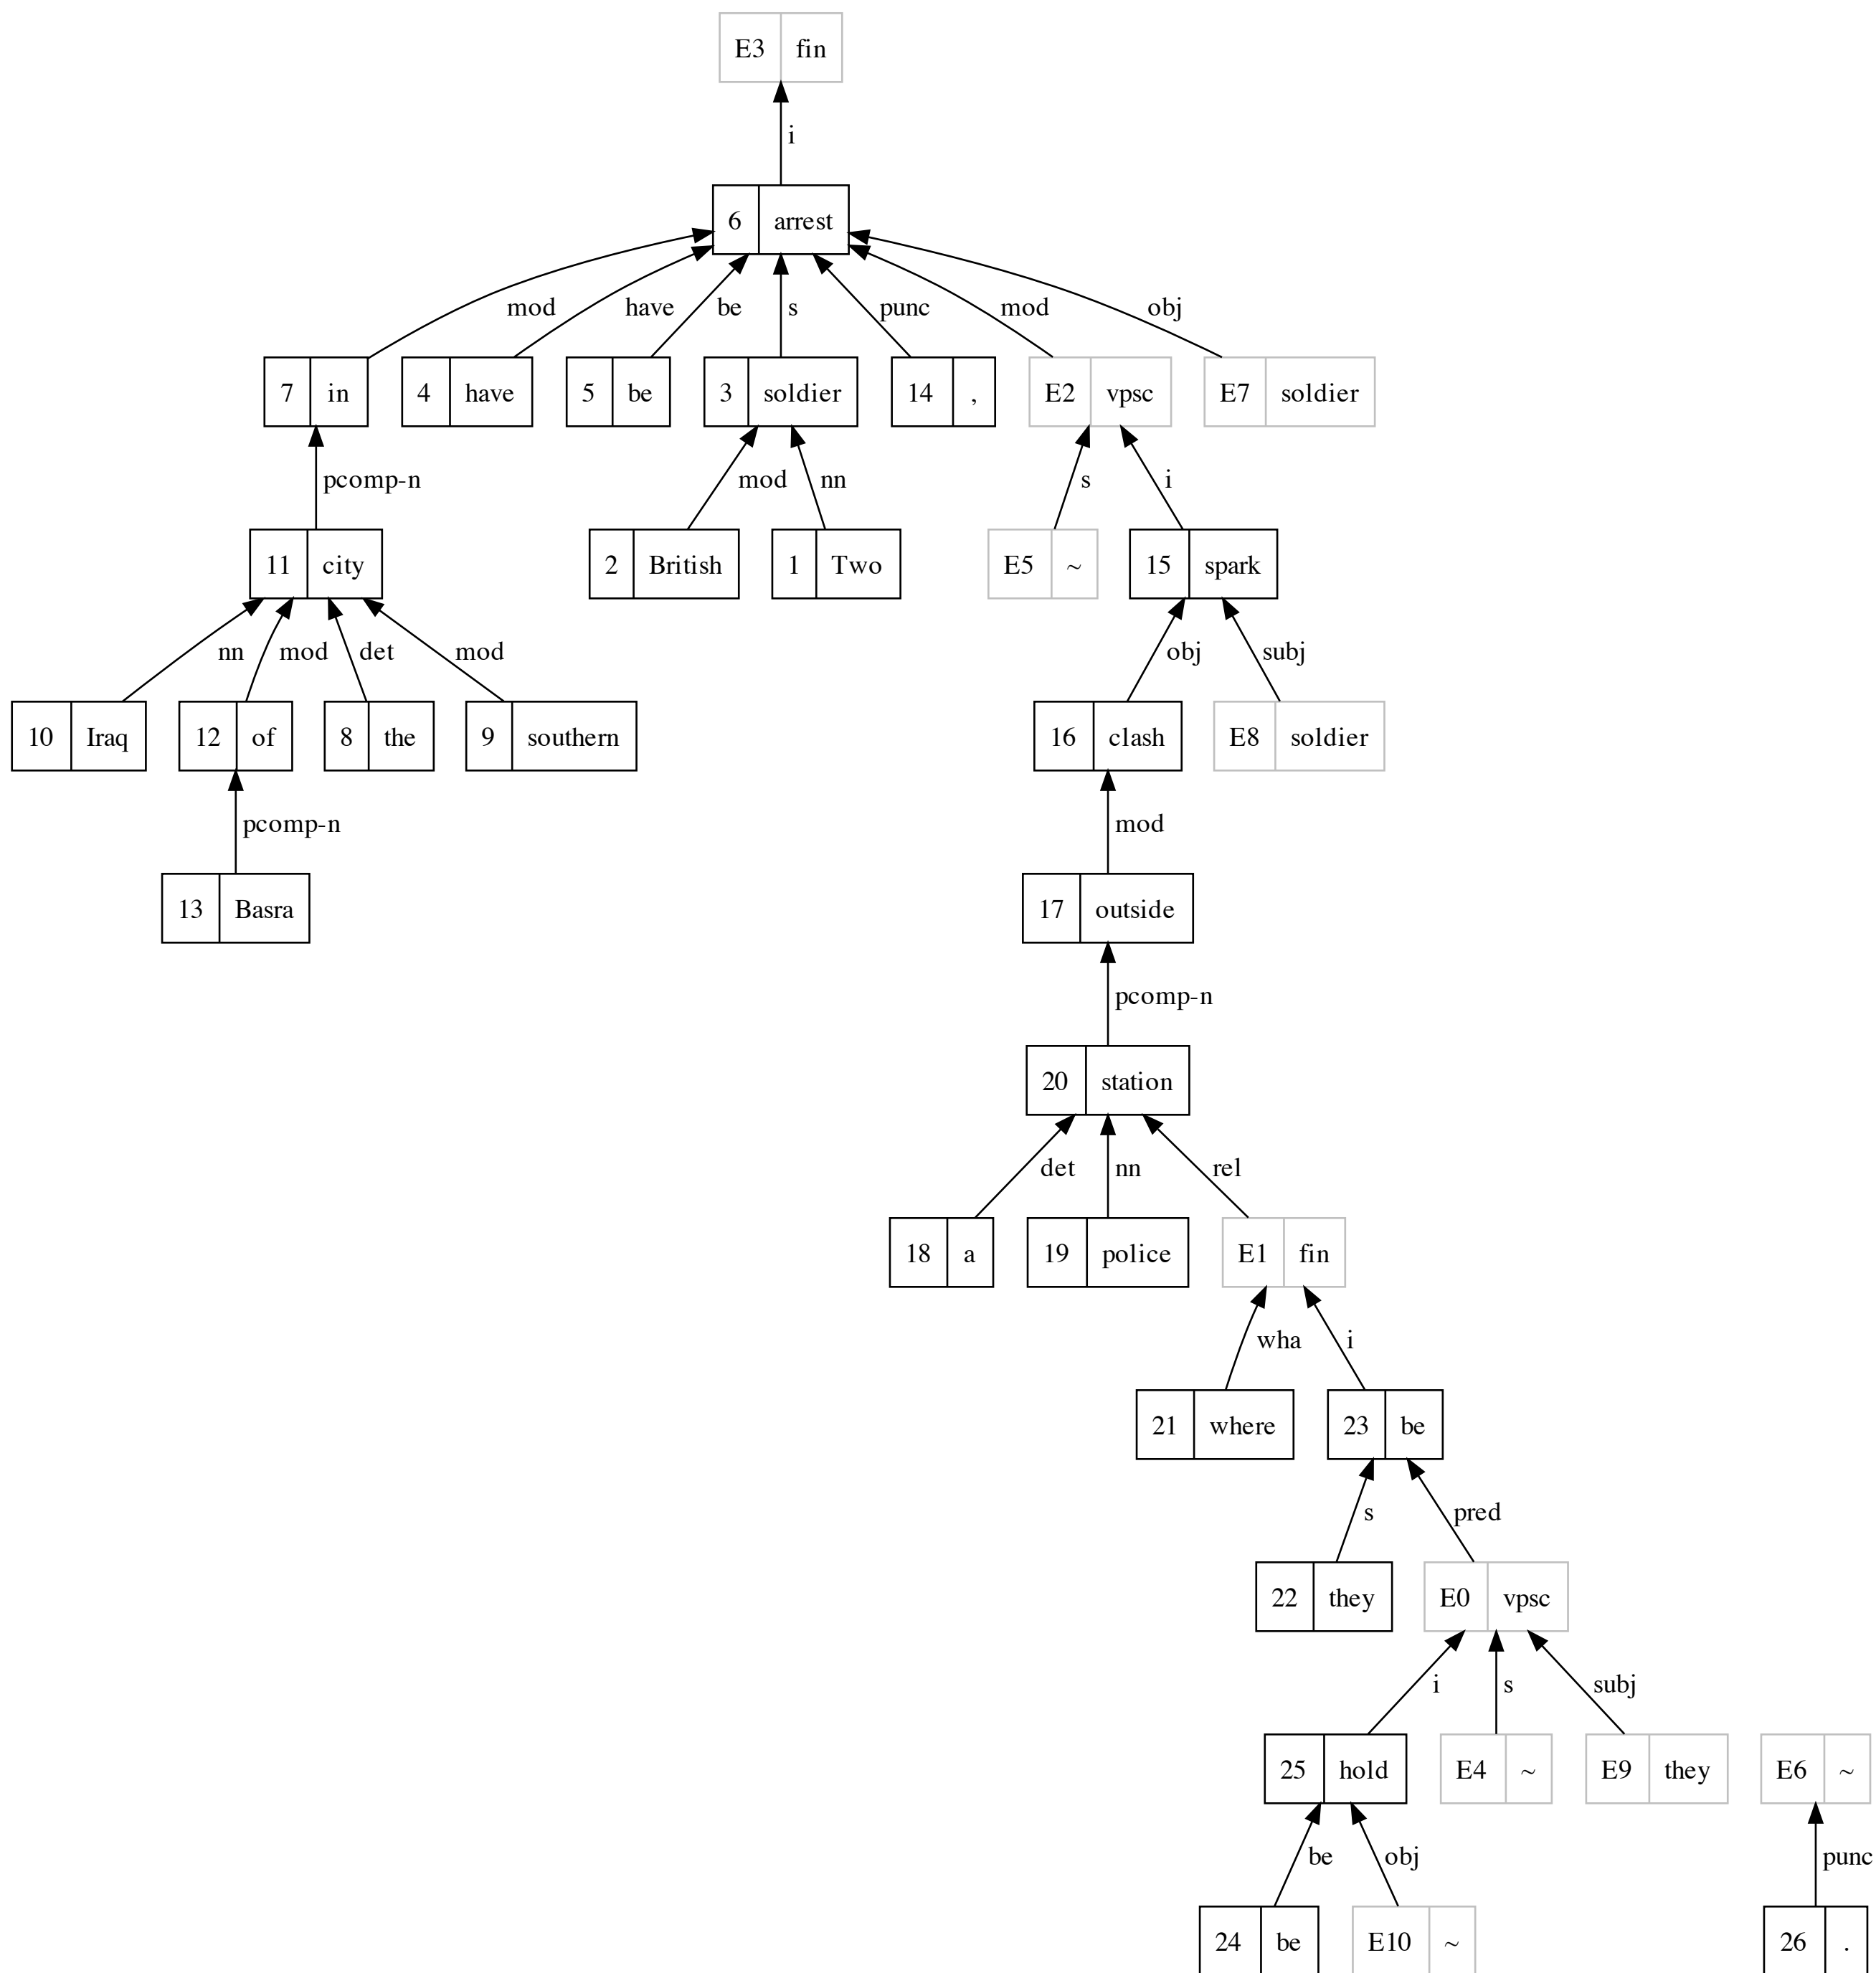 E3 fin
i
6 arrest
mod have be s punc mod obj
7 in 4 have 5 be 3 soldier 14 , E2 vpsc E7 soldier
pcomp-n mod nn s i
11 city 2 British 1 Two E5 ~ 15 spark
nn mod det mod obj subj
10 Iraq 12 of 8 the 9 southern 16 clash E8 soldier
pcomp-n mod
13 Basra 17 outside
pcomp-n
20 station
det nn rel
18 a 19 police E1 fin
wha i
21 where 23 be
s pred
22 they E0 vpsc
i s subj
25 hold E4 ~ E9 they E6 ~
be obj punc
24 be E10 ~ 26 .